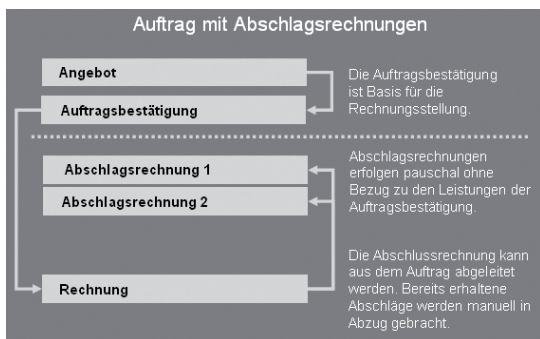 Auftrag mit Abschlagsrechnungen
Angebot
Die Auftragsbestätigung
ist Basis für die
Rechnungsstellung.
Auftragsbestätigung
Abschlagsrechnung 1
Abschlagsrechnung 2
Abschlagsrechnungen
erfolgen pauschal ohne
Bezug zu den Leistungen der
Auftragsbestätigung.
Rechnung
Die Abschlussrechnung kann
aus dem Auftrag abgeleitet
werden. Bereits erhaltene
Abschläge werden manuell in
Abzug gebracht.